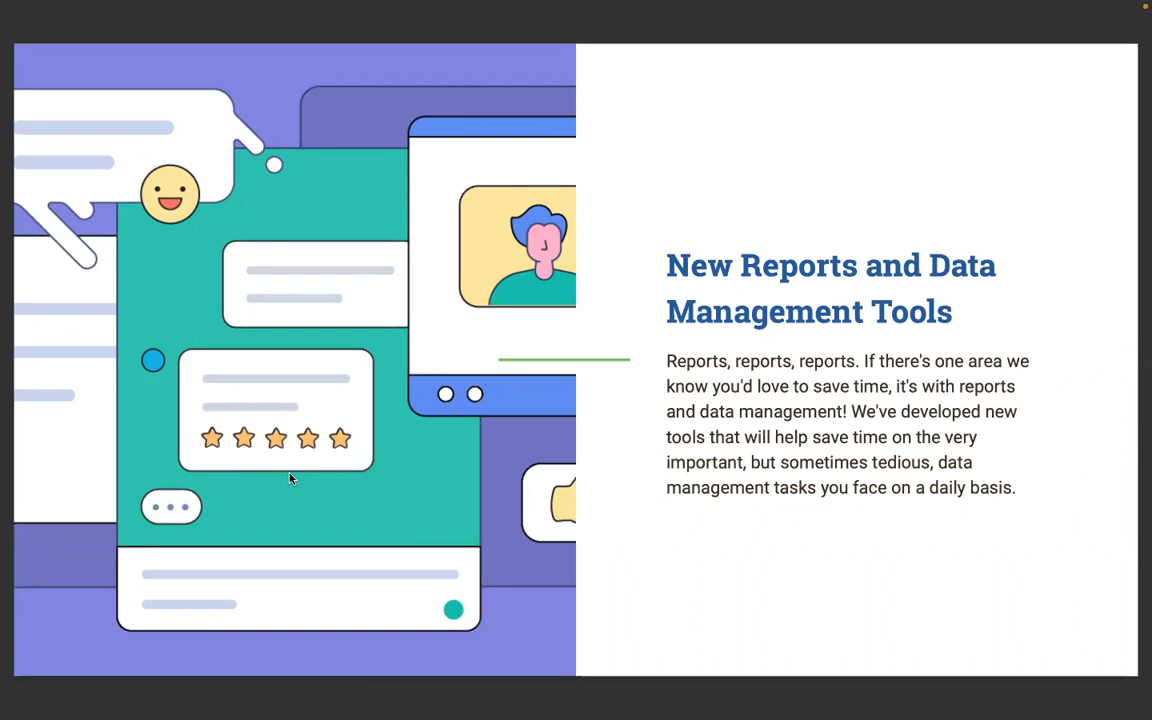 New Reports and Data
Management Tools
Reports, reports, reports. If there's one area we
know you'd love to save time, it's with reports
and data management! We've developed new
tools that will help save time on the very
important, but sometimes tedious, data
management tasks you face on a daily basis.